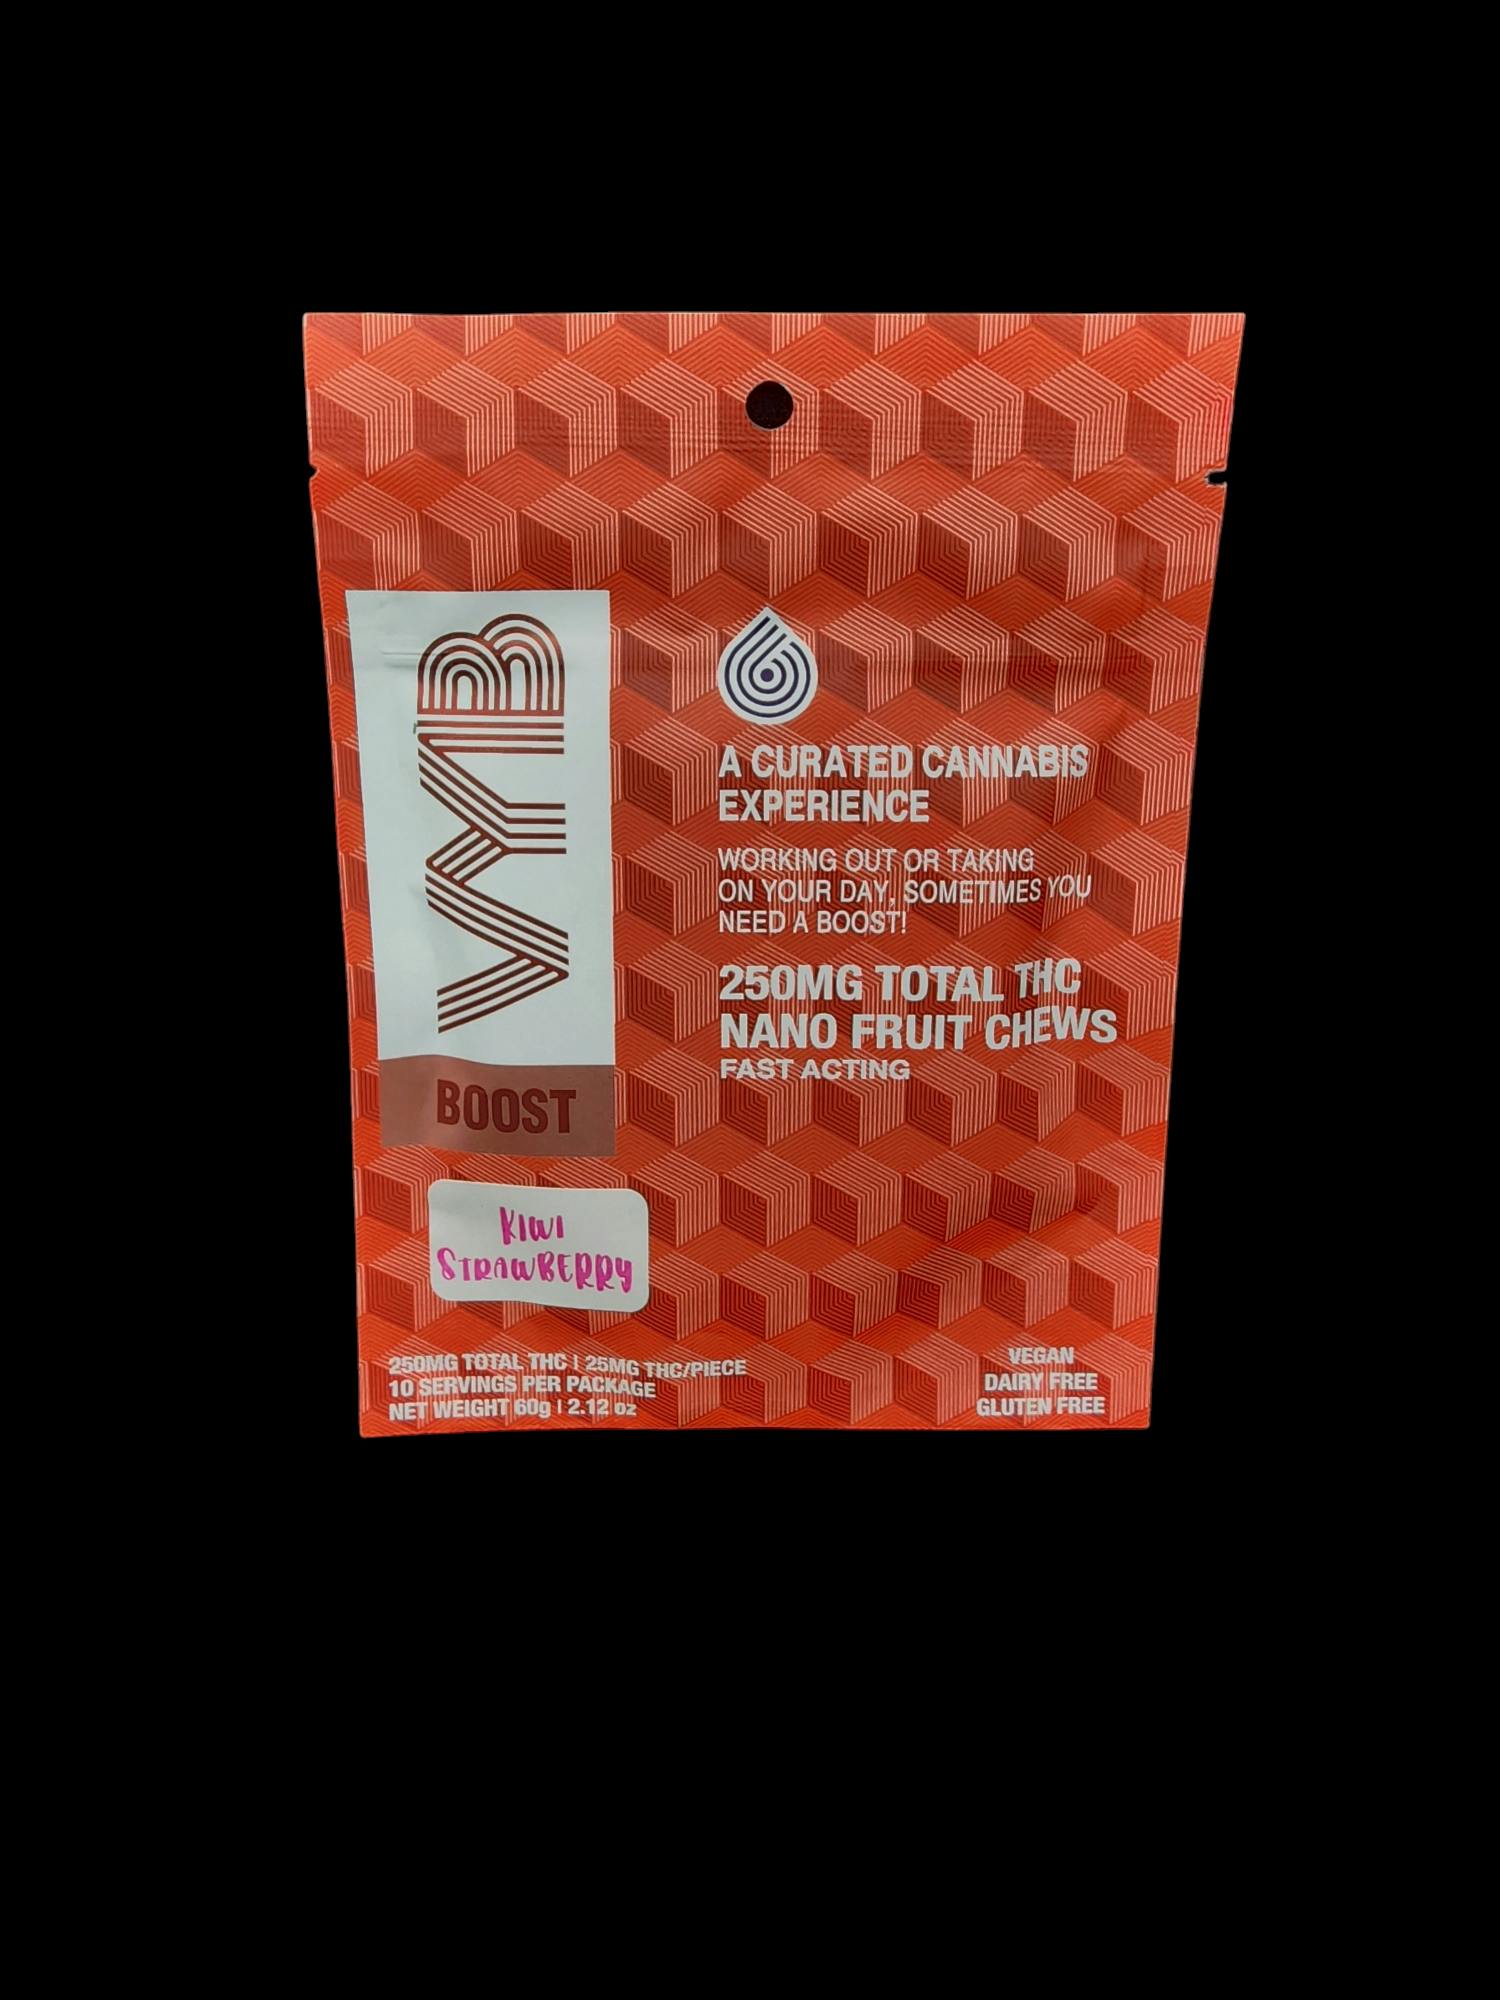 VYIB
BOOST
A CURATED CANNABIS
EXPERIENCE
WORKING OUT OR TAKING
ON YOUR DAY, SOMETIMES YOU
NEED A BOOST!
250MG TOTAL THC
NANO FRUIT CHEWS
FAST ACTING
KIWI
STRAWBERRY
250MG TOTAL THC | 25MG THC/PIECE
10 SERVINGS PER PACKAGE
NET WEIGHT 60g | 2.12 oz
VEGAN
DAIRY FREE
GLUTEN FREE